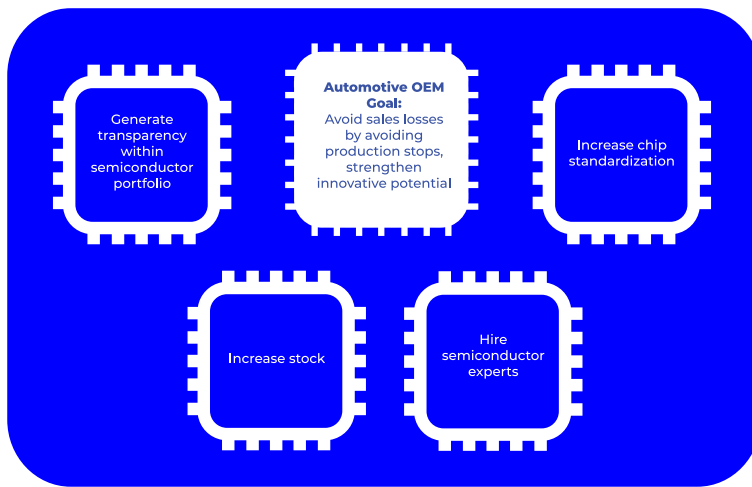 Generate
transparency
within
semiconductor
portfolio
Automotive OEM
Goal:
Avoid sales losses
by avoiding
production stops,
strengthen
innovative potential
Increase chip
standardization
Increase stock
Hire
semiconductor
experts